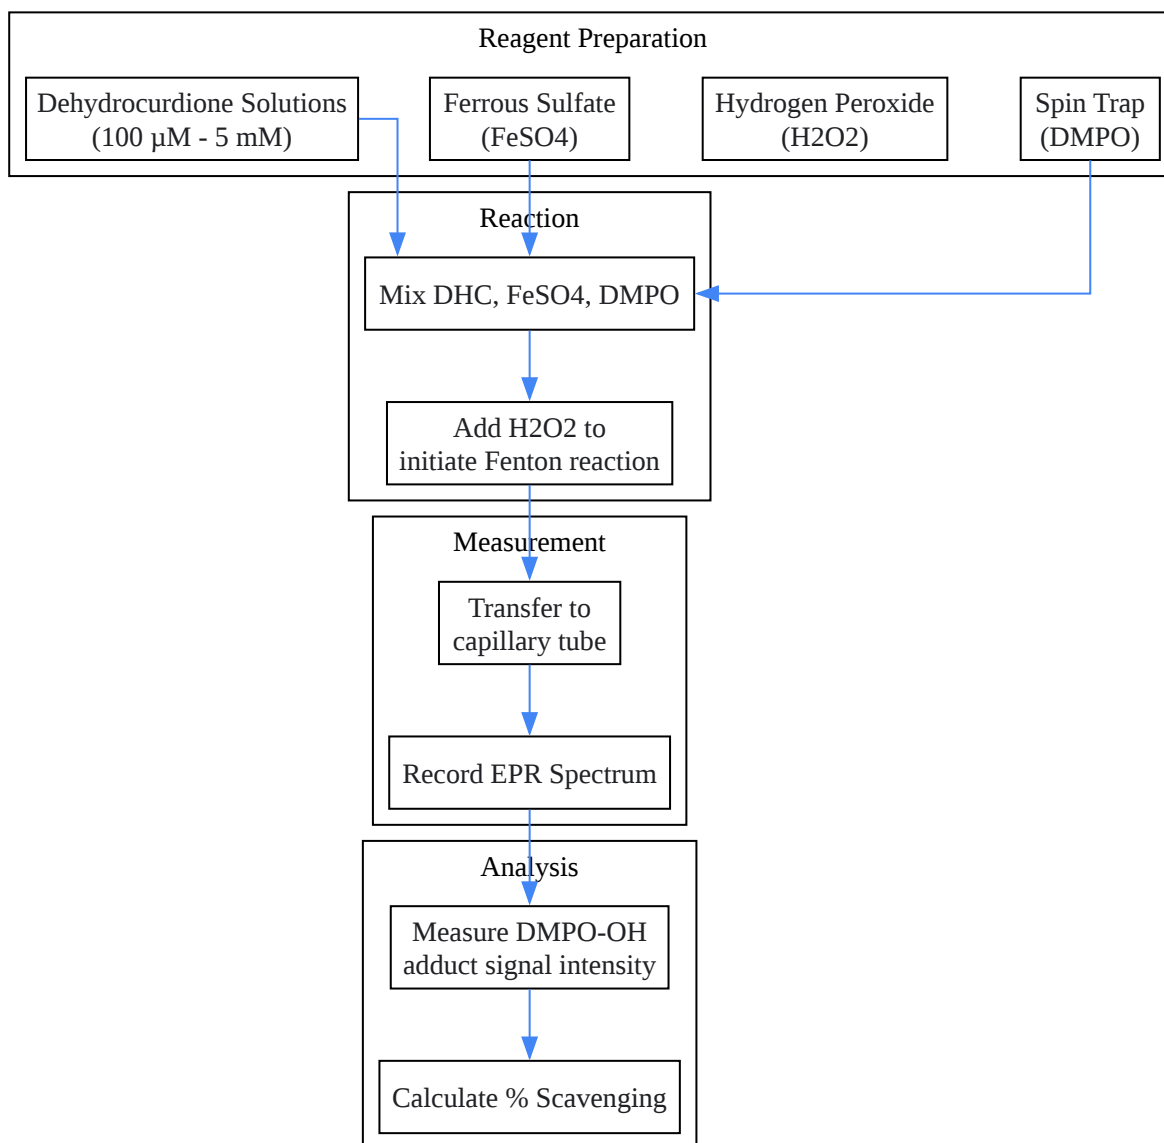 Reagent Preparation
Dehydrocurdione Solutions
(100 µM - 5 mM)
Ferrous Sulfate
(FeSO4)
Hydrogen Peroxide
(H2O2)
Spin Trap
(DMPO)
Reaction
Mix DHC, FeSO4, DMPO
Add H2O2 to
initiate Fenton reaction
Measurement
Transfer to
capillary tube
Record EPR Spectrum
Analysis
Measure DMPO-OH
adduct signal intensity
Calculate % Scavenging